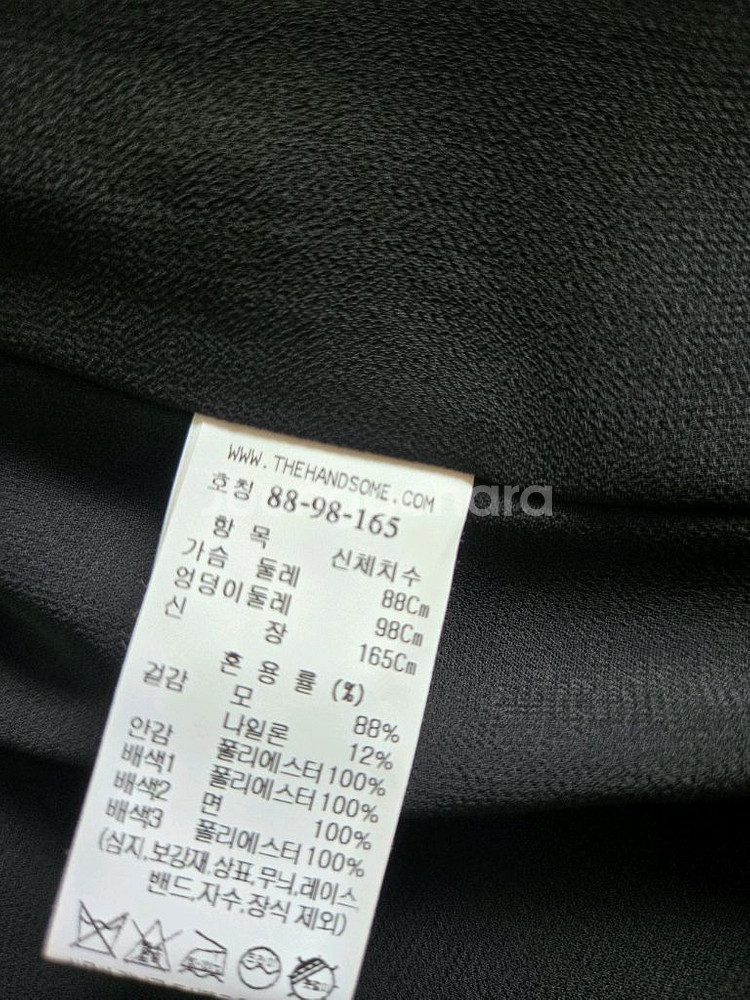 WWW.THEHANDSOME.COM
호칭 88-98-165
항 목 신체치수
가슴 둘레 88Cm
엉덩이둘레 98Cm
신 장 165Cm
혼 용 률 (%)
겉감 모 88%
나일론 12%
안감 폴리에스터 100%
배색1 폴리에스터 100%
배색2 면 100%
배색3 폴리에스터 100%
(심지,보강재,상표,무늬,레이스
밴드,자수,장식 제외)